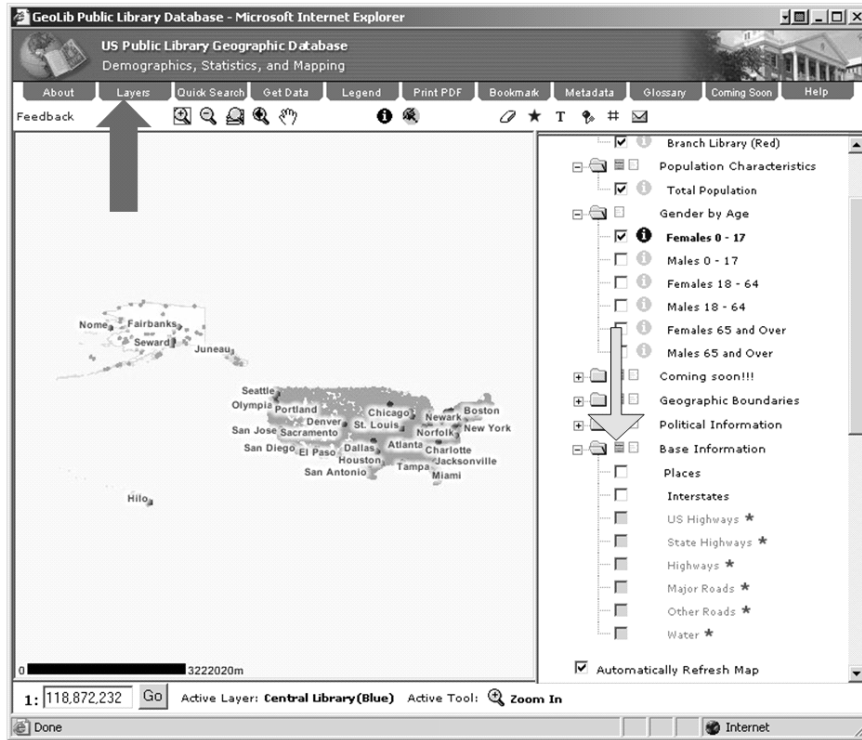 GeoLib Public Library Database - Microsoft Internet Explorer
US Public Library Geographic Database
Demographics, Statistics, and Mapping
About Layers Quick Search Get Data Legend Print PDF Bookmark Metadata Glossary Coming Soon Help
Feedback
T
Branch Library (Red)
Population Characteristics
Total Population
Gender by Age
Females 0 - 17
Males 0 - 17
Females 18 - 64
Males 18 - 64
Females 65 and Over
Males 65 and Over
Coming soon!!!
Geographic Boundaries
Political Information
Base Information
Places
Interstates
US Highways *
State Highways *
Highways *
Major Roads *
Other Roads *
Water *
Automatically Refresh Map
Nome Fairbanks
Seward
Juneau
Seattle
Olympia Portland Chicago Newark Boston
Denver St. Louis Norfolk New York
San Jose Sacramento
San Diego El Paso Dallas Atlanta Charlotte
Houston Jacksonville
San Antonio Tampa Miami
Hilo
0 3222020m
1: 118,872,232 Go Active Layer: Central Library(Blue) Active Tool: Zoom In
Done Internet